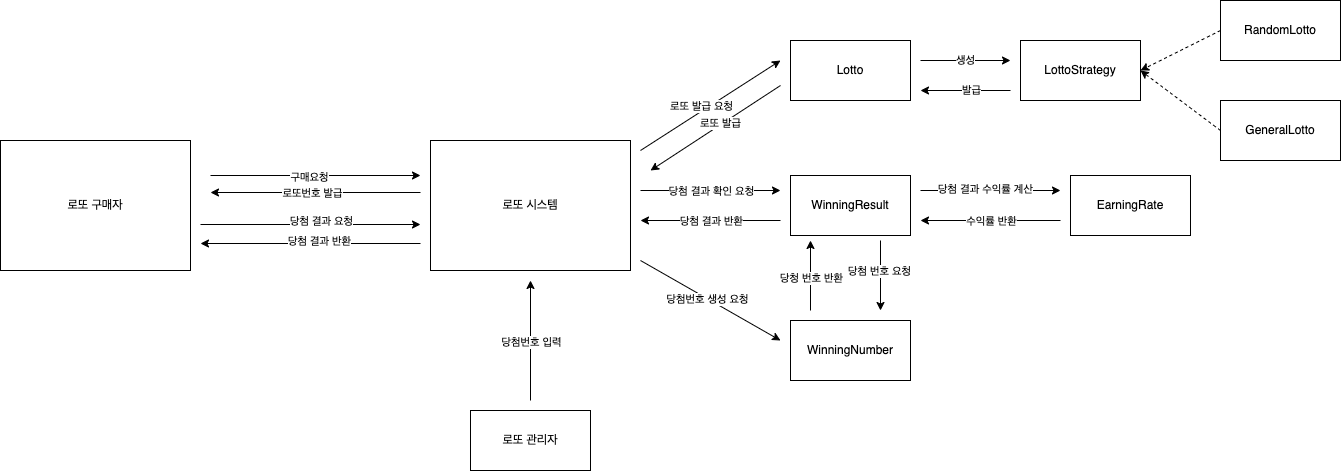 RandomLotto
Lotto
생성
LottoStrategy
발급
로또 발급 요청
로또 발급
GeneralLotto
로또 구매자
구매요청
로또번호 발급
당첨 결과 요청
당첨 결과 반환
로또 시스템
당첨 결과 확인 요청
당첨 결과 반환
WinningResult
당첨 결과 수익률 계산
수익률 반환
EarningRate
당청 번호 반환
당첨 번호 요청
당첨번호 생성 요청
WinningNumber
당첨번호 입력
로또 관리자